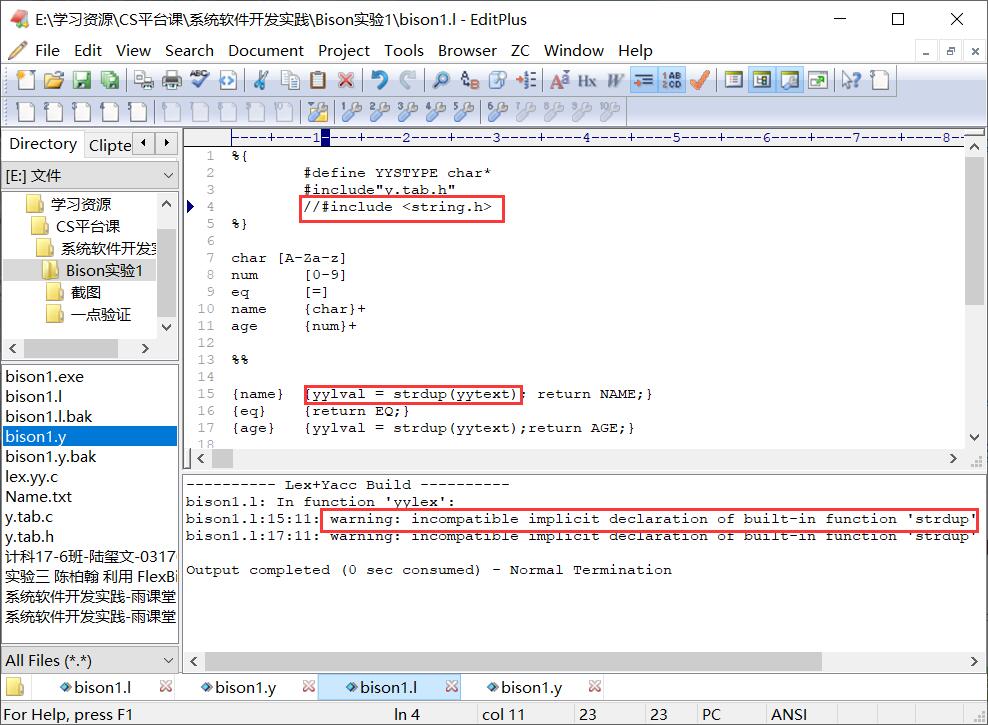 E:\学习资源\CS平台课\系统软件开发实践\Bison实验1\bison1.l - EditPlus
File Edit View Search Document Project Tools Browser ZC Window Help
Directory Clipte
[E:] 文件
学习资源
CS平台课
系统软件开发实
Bison实验1
截图
一点验证
bison1.exe
bison1.l
bison1.l.bak
bison1.y
bison1.y.bak
lex.yy.c
Name.txt
y.tab.c
y.tab.h
计科17-6班-陆玺文-0317
实验三 陈柏翰 利用 FlexBi
系统软件开发实践-雨课堂
系统软件开发实践-雨课堂
All Files (*.*)
----+----1----+----2----+----3----+----4----+----5----+----6----+----7----+----8--
1 %{
2 #define YYSTYPE char*
3 #include"y.tab.h"
4 //#include <string.h>
5 %}
6
7 char [A-Za-z]
8 num [0-9]
9 eq [=]
10 name {char}+
11 age {num}+
12
13 %%
14
15 {name} {yylval = strdup(yytext); return NAME;}
16 {eq} {return EQ;}
17 {age} {yylval = strdup(yytext);return AGE;}
18
---------- Lex+Yacc Build ----------
bison1.l: In function 'yylex':
bison1.l:15:11: warning: incompatible implicit declaration of built-in function 'strdup'
bison1.l:17:11: warning: incompatible implicit declaration of built-in function 'strdup'
Output completed (0 sec consumed) - Normal Termination
bison1.l bison1.y bison1.l bison1.y
For Help, press F1 ln 4 col 11 23 23 PC ANSI